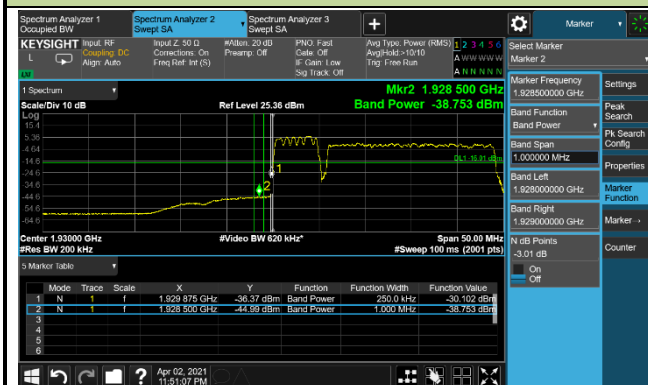 Spectrum Analyzer 1
Occupied BW
Spectrum Analyzer 2
Swept SA
Spectrum Analyzer 3
Swept SA
+
Marker
KEYSIGHT
L
Input: RF
Coupling: DC
Align: Auto
Input Z: 50 Ω
Corrections: On
Freq Ref: Int (S)
#Atten: 20 dB
Preamp: Off
PNO: Fast
Gate: Off
IF Gain: Low
Sig Track: Off
Avg Type: Power (RMS)
Avg|Hold:>10/10
Trig: Free Run
1 2 3 4 5 6
A W W W W W
A N N N N N
Select Marker
Marker 2
1 Spectrum
Mkr2 1.928 500 GHz
Scale/Div 10 dB
Ref Level 25.36 dBm
Band Power -38.753 dBm
Log
15.4
5.36
-4.64
-14.6
-24.6
-34.6
-44.6
-54.6
-64.6
DL1 -16.01 dBm
1
2
Center 1.93000 GHz
#Video BW 620 kHz*
Span 50.00 MHz
#Res BW 200 kHz
#Sweep 100 ms (2001 pts)
5 Marker Table
Mode Trace Scale X Y Function Function Width Function Value
1 N 1 f 1.929 875 GHz -36.37 dBm Band Power 250.0 kHz -30.102 dBm
2 N 1 f 1.928 500 GHz -44.99 dBm Band Power 1.000 MHz -38.753 dBm
3
4
5
6
Marker Frequency
1.928500000 GHz
Band Function
Band Power
Band Span
1.000000 MHz
Band Left
1.928000000 GHz
Band Right
1.929000000 GHz
N dB Points
-3.01 dB
On
Off
Settings
Peak
Search
Pk Search
Config
Properties
Marker
Function
Marker→
Counter
?
Apr 02, 2021
11:51:07 PM